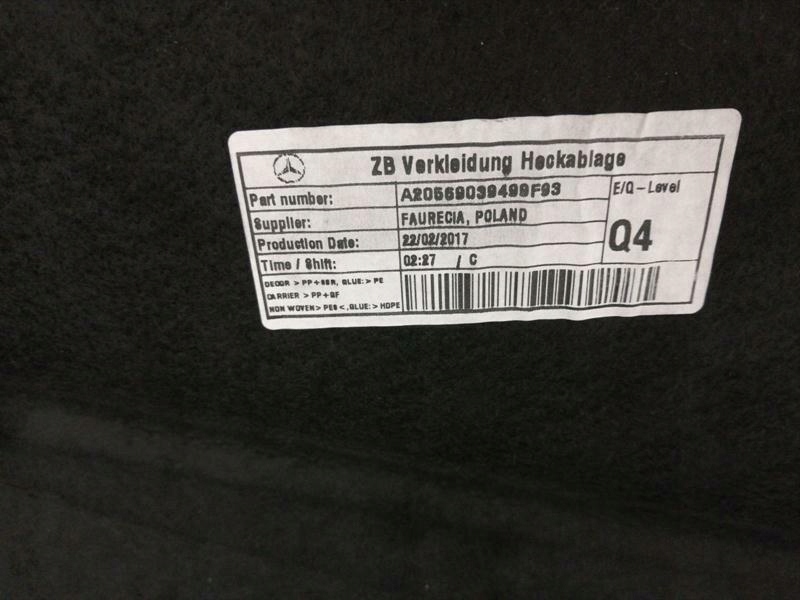 ZB Verkleidung Heckablage
Part number: A20569039499F93
Supplier: FAURECIA, POLAND
Production Date: 22/02/2017
Time / Shift: 02:27 / C
E/Q-Level
Q4
DECOR > PP+SBR, GLUE: > PE
CARRIER > PP+GF
NON WOVEN> PES <, GLUE: > HDPE